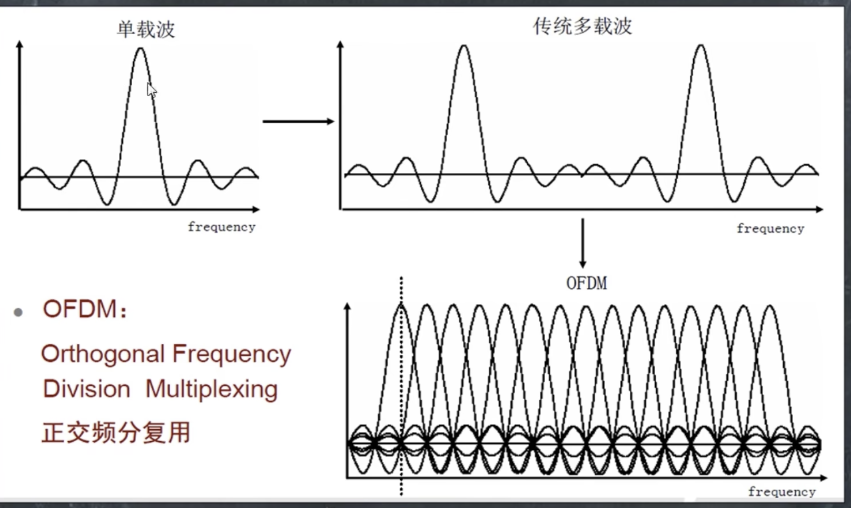 单载波
传统多载波
frequency
frequency
OFDM
• OFDM：
Orthogonal Frequency
Division Multiplexing
正交频分复用
frequency